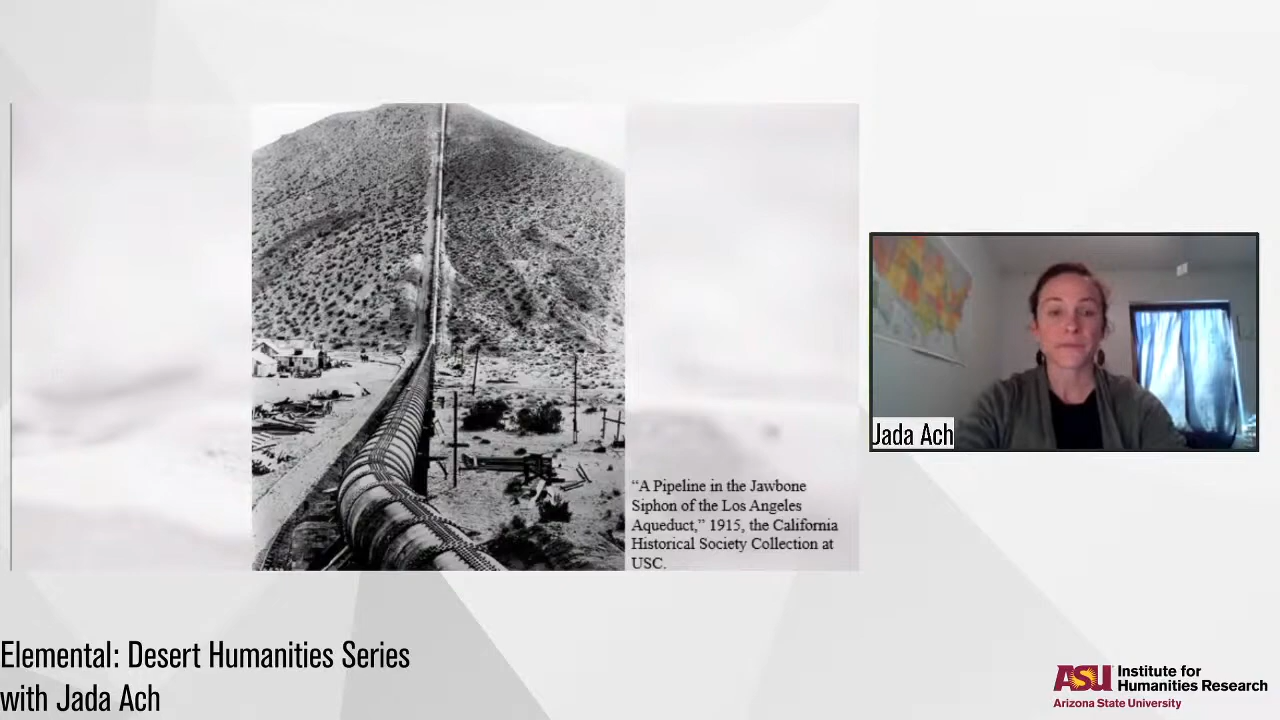 “A Pipeline in the Jawbone
Siphon of the Los Angeles
Aqueduct,” 1915, the California
Historical Society Collection at
USC.
Jada Ach
Elemental: Desert Humanities Series
with Jada Ach
ASU Institute for
Humanities Research
Arizona State University